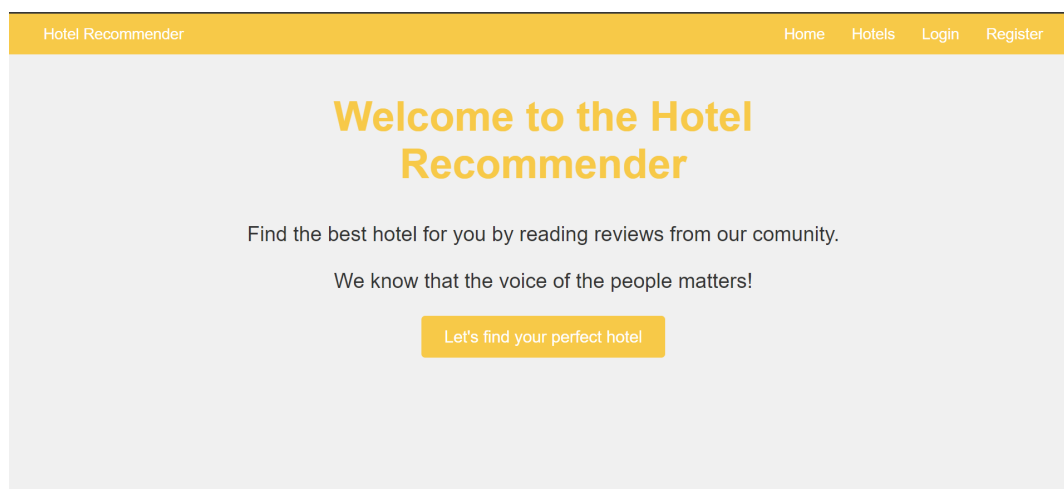 Hotel Recommender
Home Hotels Login Register
Welcome to the Hotel
Recommender
Find the best hotel for you by reading reviews from our comunity.
We know that the voice of the people matters!
Let's find your perfect hotel